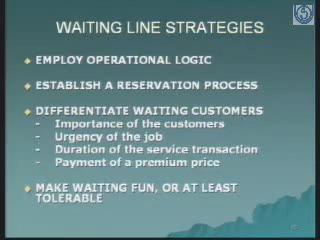 WAITING LINE STRATEGIES
EMPLOY OPERATIONAL LOGIC
ESTABLISH A RESERVATION PROCESS
DIFFERENTIATE WAITING CUSTOMERS
- Importance of the customers
- Urgency of the job
- Duration of the service transaction
- Payment of a premium price
MAKE WAITING FUN, OR AT LEAST
TOLERABLE